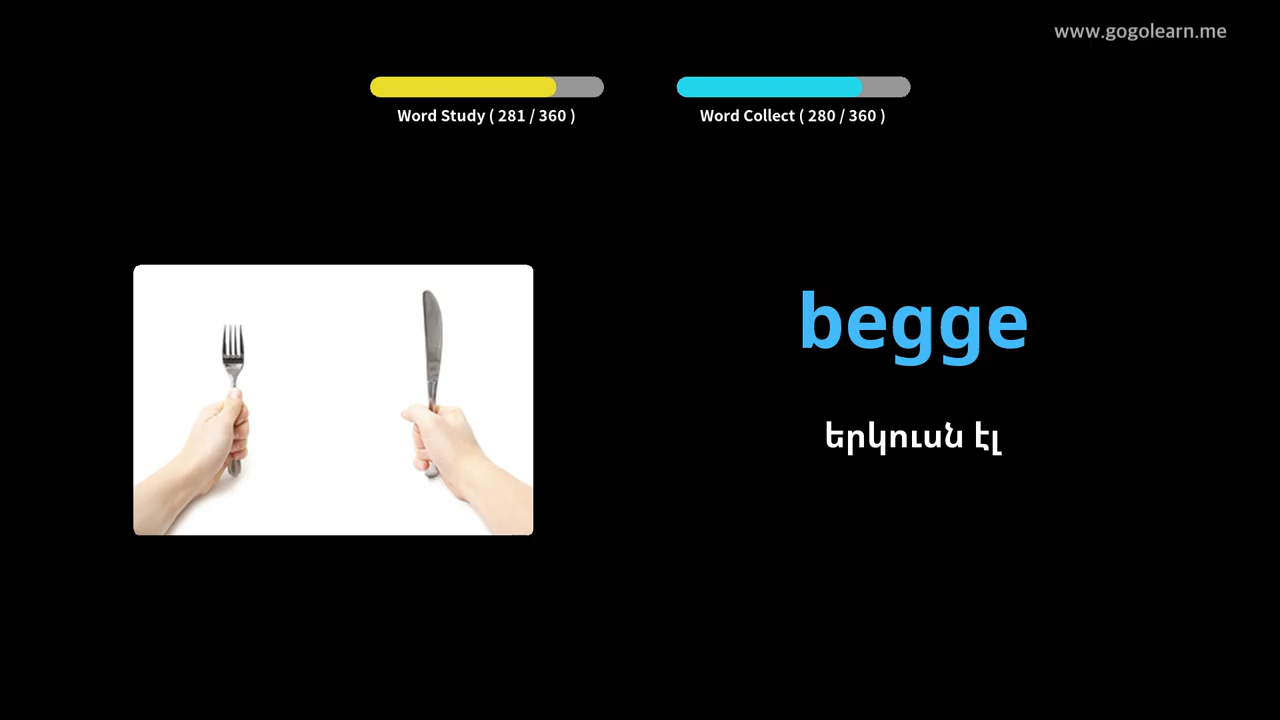 www.gogolearn.me
Word Study ( 281 / 360 )
Word Collect ( 280 / 360 )
begge
երկուսն էլ